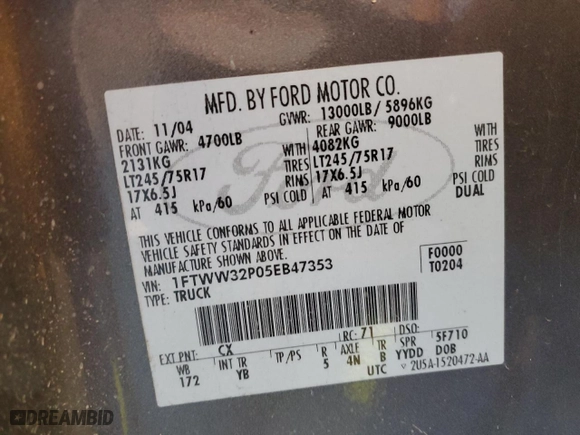 MFD. BY FORD MOTOR CO.
DATE: 11/04 GVWR: 13000LB/ 5896KG
FRONT GAWR: 4700LB REAR GAWR: 9000LB
2131KG WITH 4082KG WITH
LT245/75R17 TIRES LT245/75R17 TIRES
17X6.5J RIMS 17X6.5J RIMS
AT 415 kPa/60 PSI COLD AT 415 kPa/60 PSI COLD
DUAL
Ford
THIS VEHICLE CONFORMS TO ALL APPLICABLE FEDERAL MOTOR
VEHICLE SAFETY STANDARDS IN EFFECT ON THE DATE OF
MANUFACTURE SHOWN ABOVE.
VIN: 1FTWW32P05EB47353 F0000
TYPE: TRUCK T0204
EXT PNT: CX RC: 71 DSO:
WB INT TR TP/PS R AXLE TR SPR 5F710
172 YB 5 4N B YYDD DOB
UTC 2U5A-1520472-AA
DREAMBID